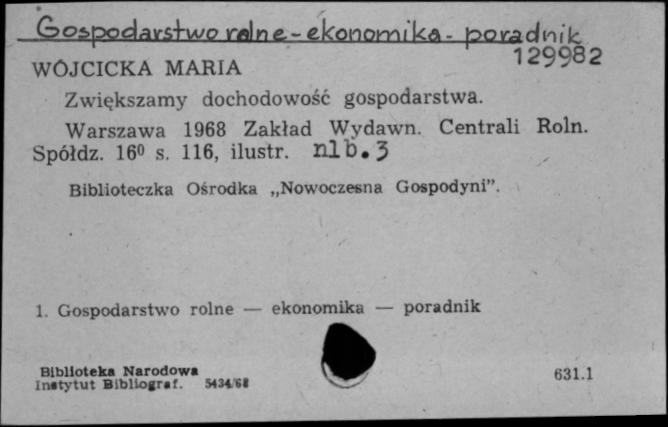 Gospodarstwo rolne - ekonomika - poradnik
129982
WÓJCICKA MARIA
Zwiększamy dochodowość gospodarstwa.
Warszawa 1968 Zakład Wydawn. Centrali Roln.
Spółdz. 16⁰ s. 116, ilustr. nlb. 3
Biblioteczka Ośrodka „Nowoczesna Gospodyni”.
1. Gospodarstwo rolne — ekonomika — poradnik
Biblioteka Narodowa
Instytut Bibliograf. 5434/68
631.1